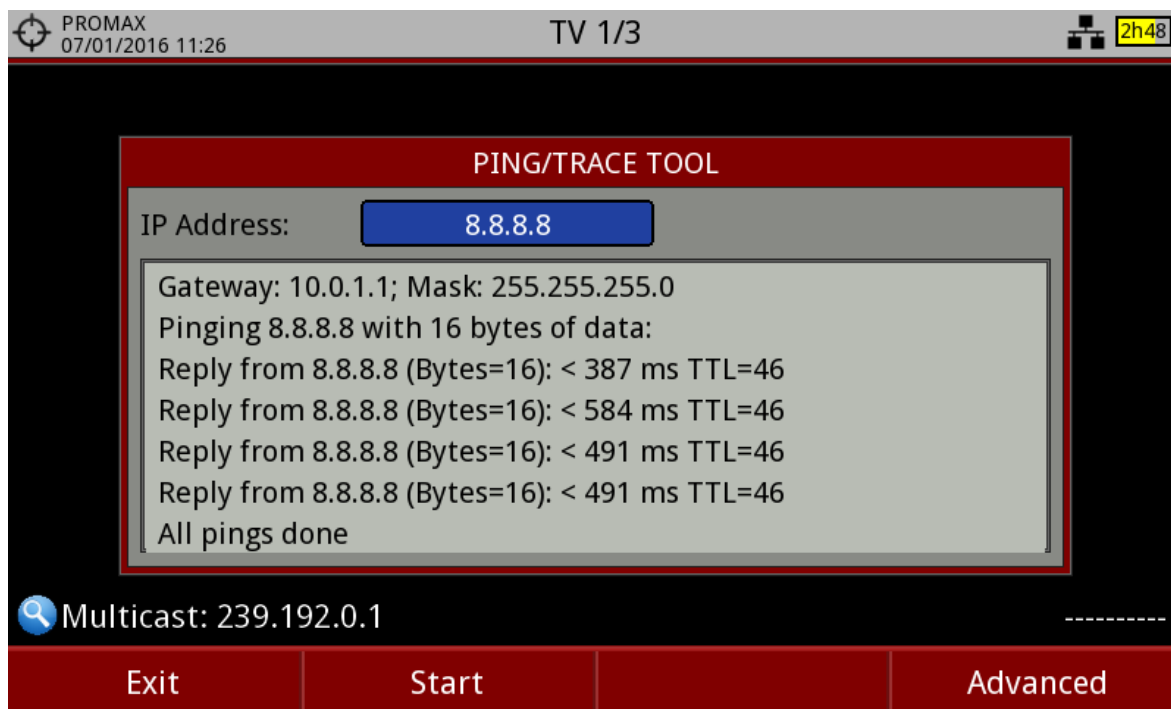 PROMAX
07/01/2016 11:26
TV 1/3
2h48
PING/TRACE TOOL
IP Address: 8.8.8.8
Gateway: 10.0.1.1; Mask: 255.255.255.0
Pinging 8.8.8.8 with 16 bytes of data:
Reply from 8.8.8.8 (Bytes=16): < 387 ms TTL=46
Reply from 8.8.8.8 (Bytes=16): < 584 ms TTL=46
Reply from 8.8.8.8 (Bytes=16): < 491 ms TTL=46
Reply from 8.8.8.8 (Bytes=16): < 491 ms TTL=46
All pings done
Multicast: 239.192.0.1 ----------
Exit Start Advanced